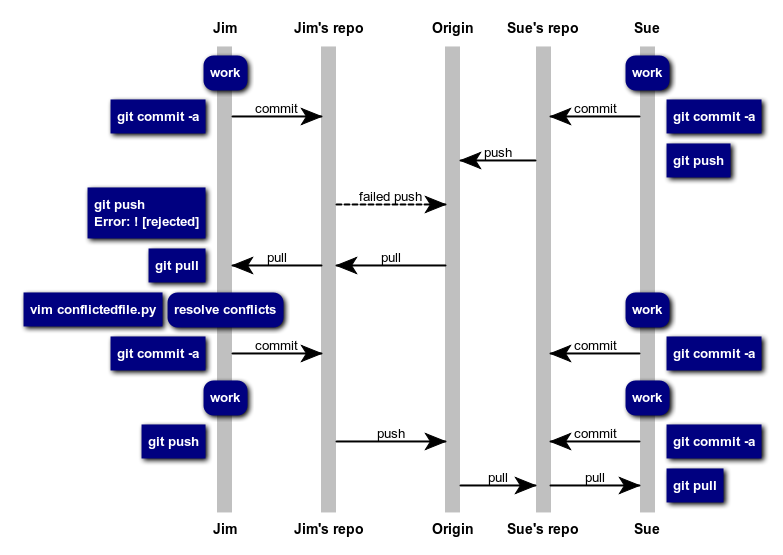 Jim Jim's repo Origin Sue's repo Sue
work work
git commit -a commit commit git commit -a
push git push
git push failed push
Error: ! [rejected]
git pull pull pull
vim conflictedfile.py resolve conflicts work
git commit -a commit commit git commit -a
work work
git push push commit git commit -a
pull pull git pull
Jim Jim's repo Origin Sue's repo Sue